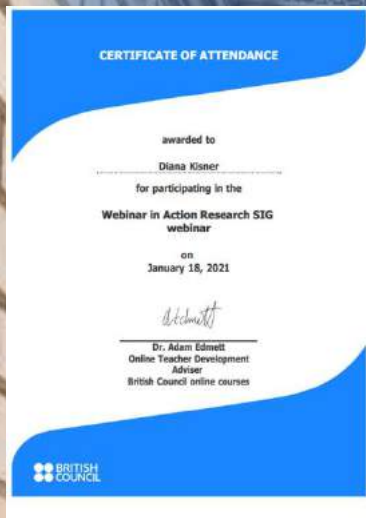 CERTIFICATE OF ATTENDANCE
awarded to
Diana Kisner
for participating in the
Webinar in Action Research SIG
webinar
on
January 18, 2021
Dr. Adam Edmett
Online Teacher Development
Adviser
British Council online courses
BRITISH
COUNCIL